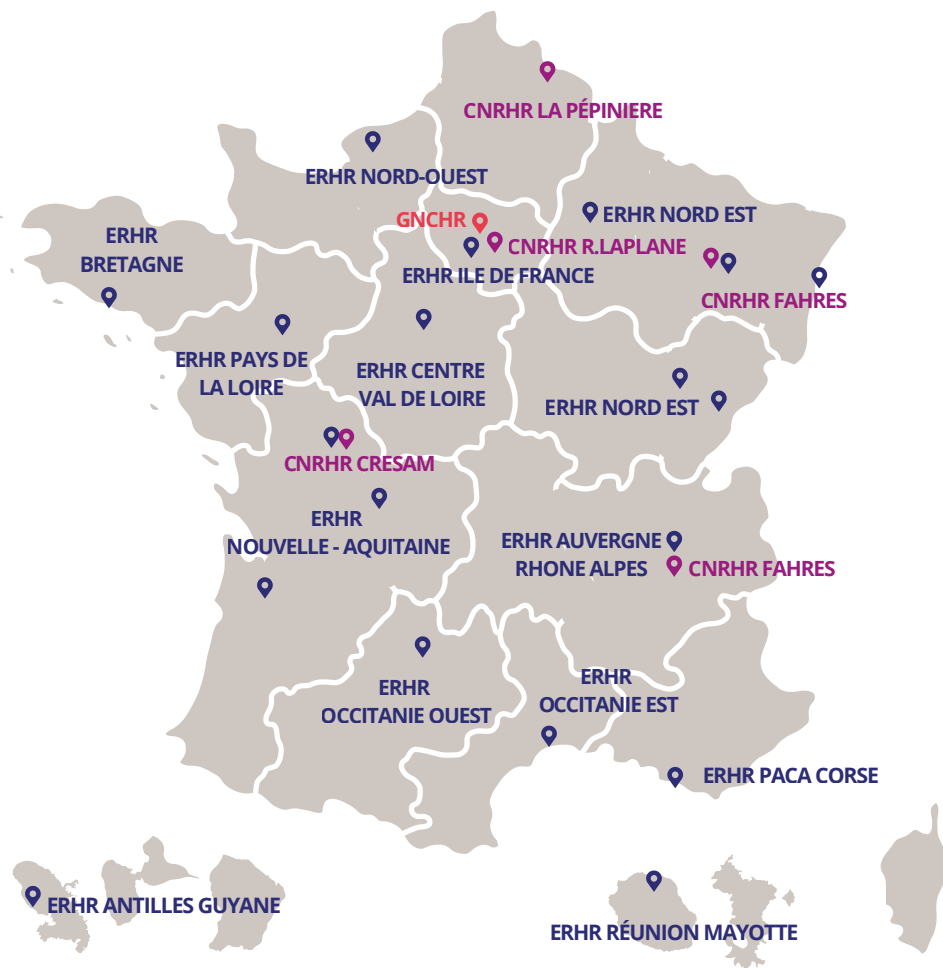 CNRHR LA PÉPINIERE
ERHR NORD-OUEST
ERHR NORD EST
GNCHR
CNRHR R.LAPLANE
ERHR
BRETAGNE
ERHR ILE DE FRANCE
CNRHR FAHRES
ERHR PAYS DE
LA LOIRE
ERHR CENTRE
VAL DE LOIRE
ERHR NORD EST
CNRHR CRESAM
ERHR
NOUVELLE - AQUITAINE
ERHR AUVERGNE
RHONE ALPES
CNRHR FAHRES
ERHR
OCCITANIE OUEST
ERHR
OCCITANIE EST
ERHR PACA CORSE
ERHR ANTILLES GUYANE
ERHR RÉUNION MAYOTTE